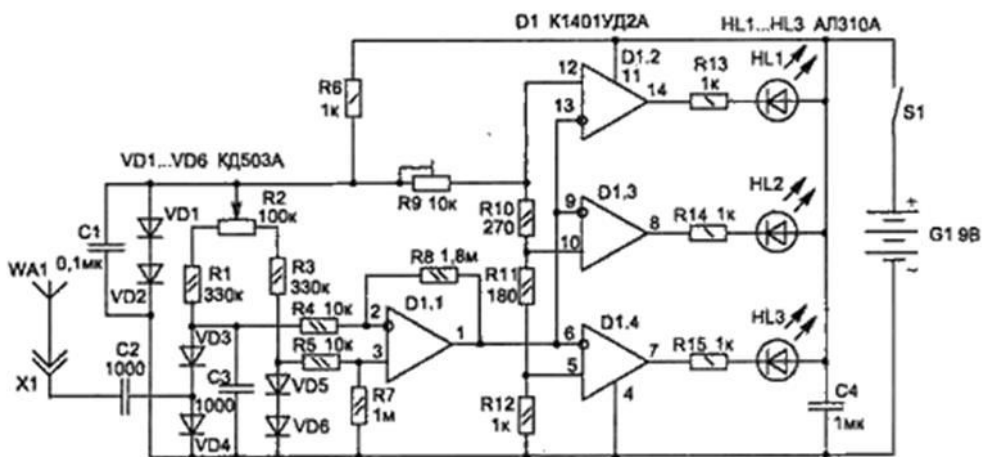 D1 К1401УД2А
HL1...HL3 АЛ310А
R6
1к
12
13
D1,2
11
14
R13
1к
HL1
S1
VD1...VD6 КД503А
R9 10к
R10
270
9
10
D1,3
8
R14 1к
HL2
+
G1 9В
~
C1
0,1мк
VD1
VD2
R2
100к
R1
330к
R3
330к
R8 1,8м
R11
180
WA1
X1
C2
1000
VD3
VD4
C3
1000
R4 10к
R5 10к
2
3
D1,1
1
R7
1м
VD5
VD6
6
5
D1,4
7
4
R15 1к
HL3
R12
1к
C4
1мк